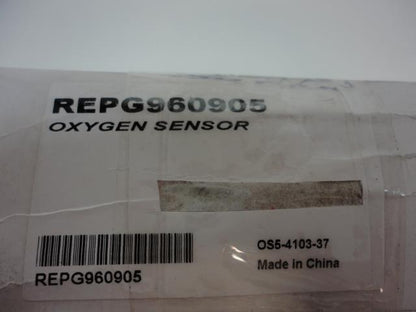 REPG960905
OXYGEN SENSOR
OS5-4103-37
REPG960905
Made in China